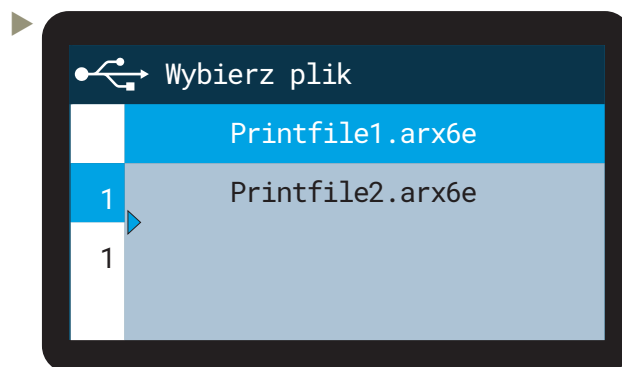 Wybierz plik
Printfile1.arx6e
1 Printfile2.arx6e
1